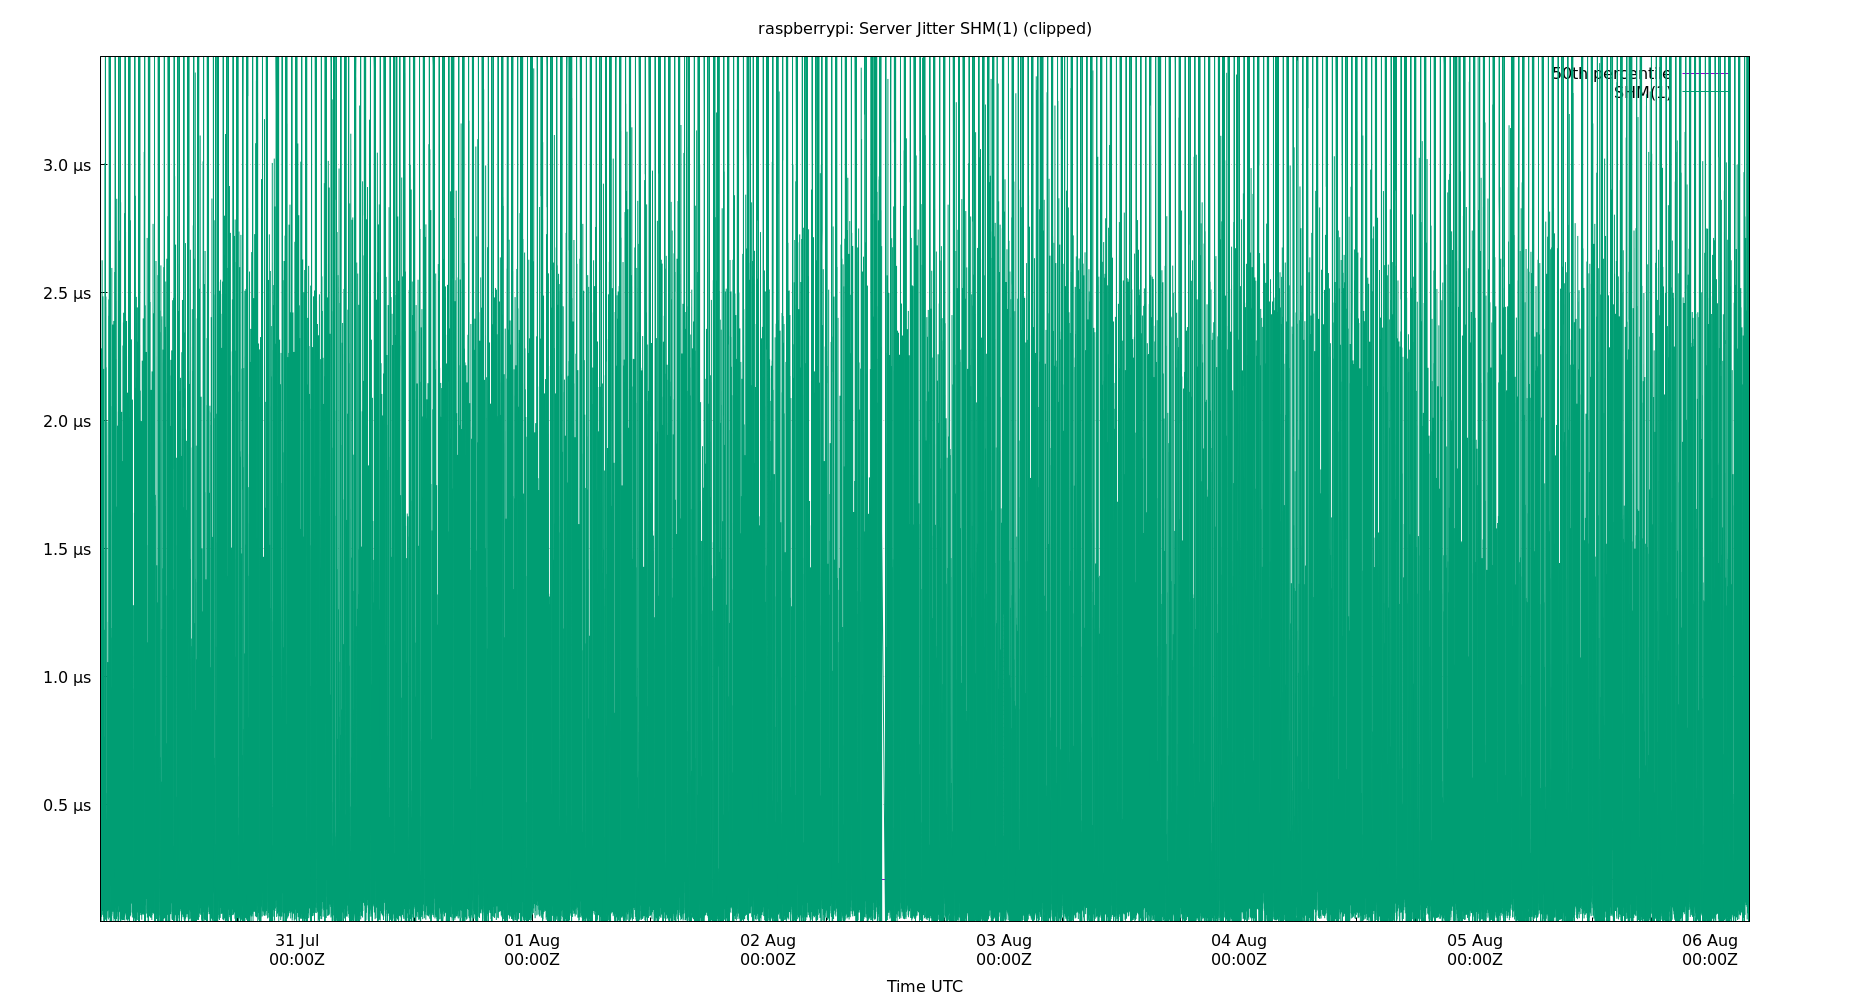 raspberrypi: Server Jitter SHM(1) (clipped)
50th percentile
SHM(1)
3.0 µs
2.5 µs
2.0 µs
1.5 µs
1.0 µs
0.5 µs
31 Jul 01 Aug 02 Aug 03 Aug 04 Aug 05 Aug 06 Aug
00:00Z 00:00Z 00:00Z 00:00Z 00:00Z 00:00Z 00:00Z
Time UTC